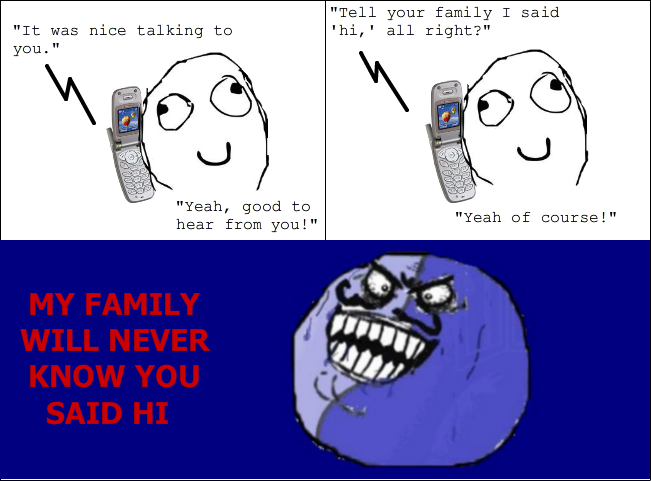 "It was nice talking to
you."
"Yeah, good to
hear from you!"
"Tell your family I said
'hi,' all right?"
"Yeah of course!"
MY FAMILY
WILL NEVER
KNOW YOU
SAID HI